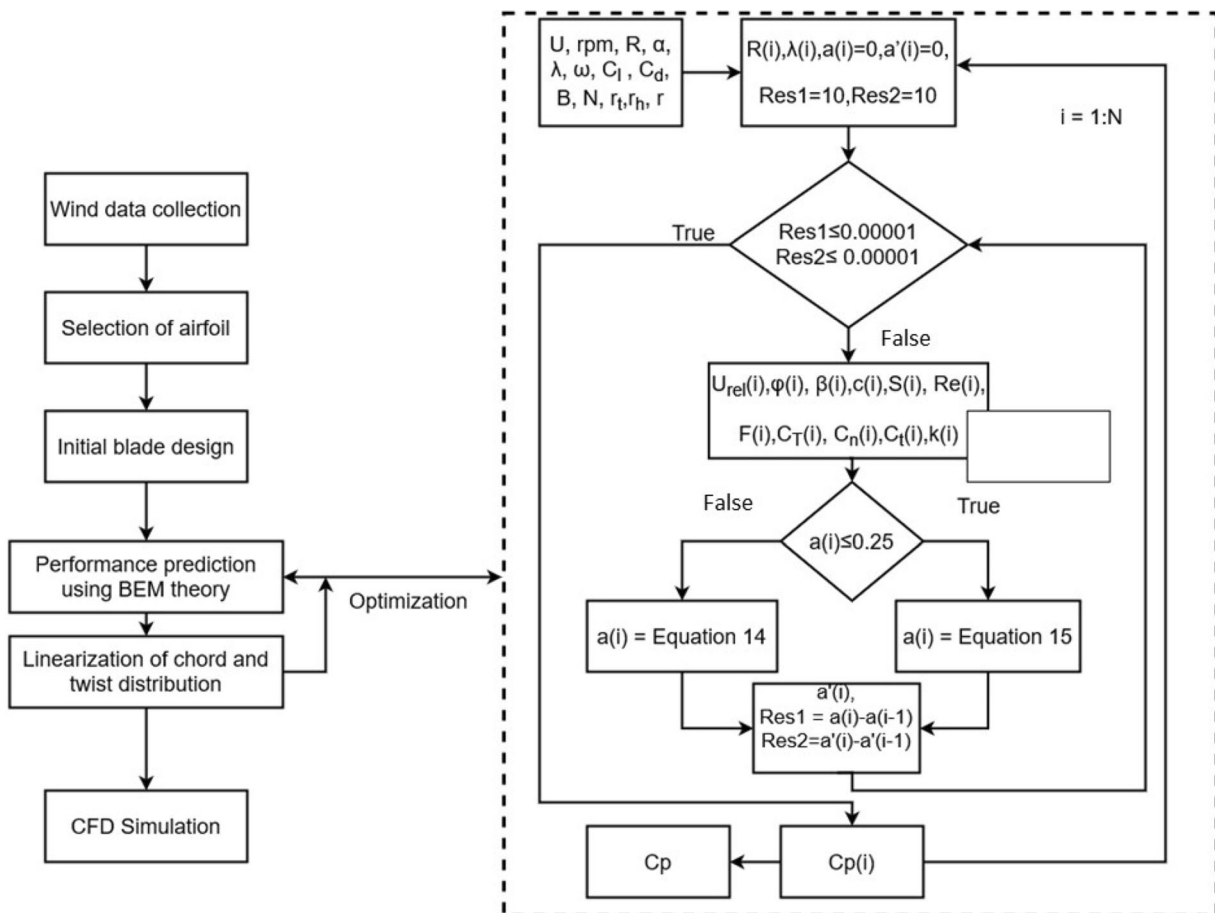 Wind data collection
Selection of airfoil
Initial blade design
Performance prediction
using BEM theory
Optimization
Linearization of chord and
twist distribution
CFD Simulation
U, rpm, R, α,
λ, ω, C_l , C_d,
B, N, r_t,r_h, r
R(i),λ(i),a(i)=0,a'(i)=0,
Res1=10,Res2=10
i = 1:N
True
Res1≤0.00001
Res2≤ 0.00001
False
U_rel(i),φ(i), β(i),c(i),S(i), Re(i),
F(i),C_T(i), C_n(i),C_t(i),k(i)
False
True
a(i)≤0.25
a(i) = Equation 14
a(i) = Equation 15
a'(i),
Res1 = a(i)-a(i-1)
Res2=a'(i)-a'(i-1)
Cp
Cp(i)